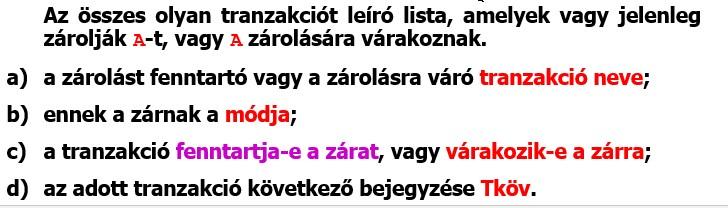 Az összes olyan tranzakciót leíró lista, amelyek vagy jelenleg
zárolják A-t, vagy A zárolására várakoznak.
a) a zárolást fenntartó vagy a zárolásra váró tranzakció neve;
b) ennek a zárnak a módja;
c) a tranzakció fenntartja-e a zárat, vagy várakozik-e a zárra;
d) az adott tranzakció következő bejegyzése Tköv.